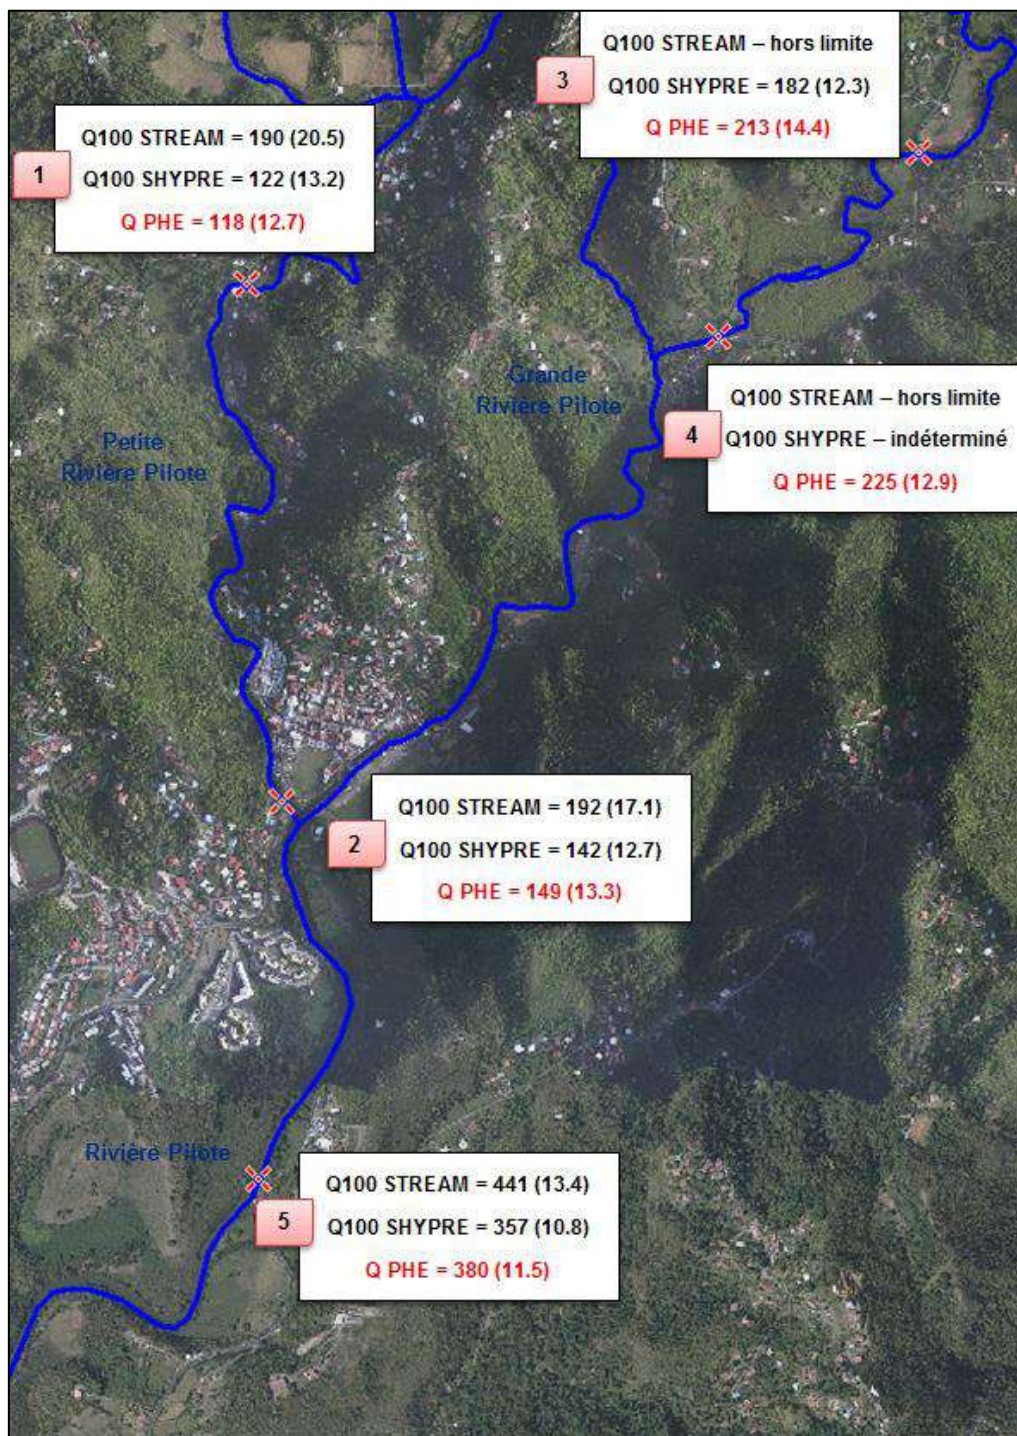 Q100 STREAM – hors limite
3
Q100 SHYPRE = 182 (12.3)
Q PHE = 213 (14.4)
Q100 STREAM = 190 (20.5)
1
Q100 SHYPRE = 122 (13.2)
Q PHE = 118 (12.7)
Grande
Rivière Pilote
Q100 STREAM – hors limite
4
Q100 SHYPRE – indéterminé
Q PHE = 225 (12.9)
Petite
Rivière Pilote
Q100 STREAM = 192 (17.1)
2
Q100 SHYPRE = 142 (12.7)
Q PHE = 149 (13.3)
Rivière Pilote
Q100 STREAM = 441 (13.4)
5
Q100 SHYPRE = 357 (10.8)
Q PHE = 380 (11.5)